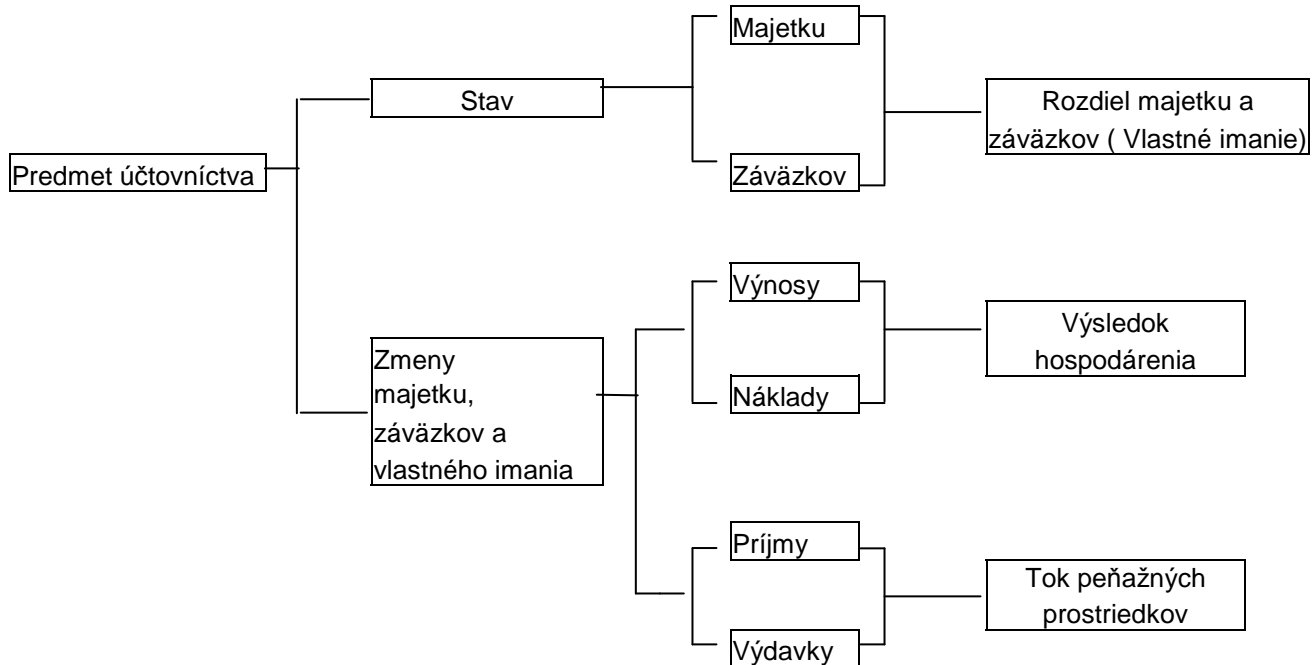 Predmet účtovníctva
Stav
Majetku
Záväzkov
Rozdiel majetku a
záväzkov ( Vlastné imanie)
Zmeny
majetku,
záväzkov a
vlastného imania
Výnosy
Náklady
Výsledok
hospodárenia
Príjmy
Výdavky
Tok peňažných
prostriedkov